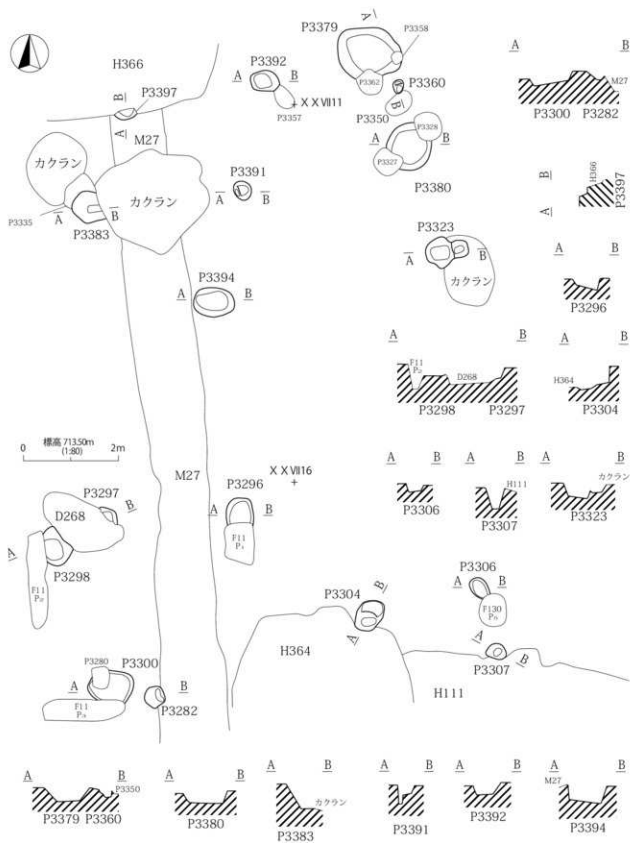 P3379
A
P3358
P3362
P3360
B
P3350
P3392
A B
XXVII11
P3357
H366
B
P3397
A
M27
カクラン
カクラン
P3391
A B
P3335
A B
P3383
A B
P3328
P3327
P3380
P3323
A B
カクラン
P3394
A B
標高 713.50m
0 (1:80) 2m
M27
XXVII16
P3296
A B
F11
P3297
B
D268
A
P3298
F11
P3304
B
A
H364
P3306
A B
F130
A
P3307
B
H111
P3280
P3300
A B
F11
P3282
A B
M27
P3300 P3282
B
H366
A
P3397
A B
P3296
A B
F11
D268
P3298 P3297
A B
H364
P3304
A B
P3306
A B
H111
P3307
A B
カクラン
P3323
A B
P3350
P3379 P3360
A B
P3380
A B
カクラン
P3383
A B
P3391
A B
P3392
A B
M27
P3394